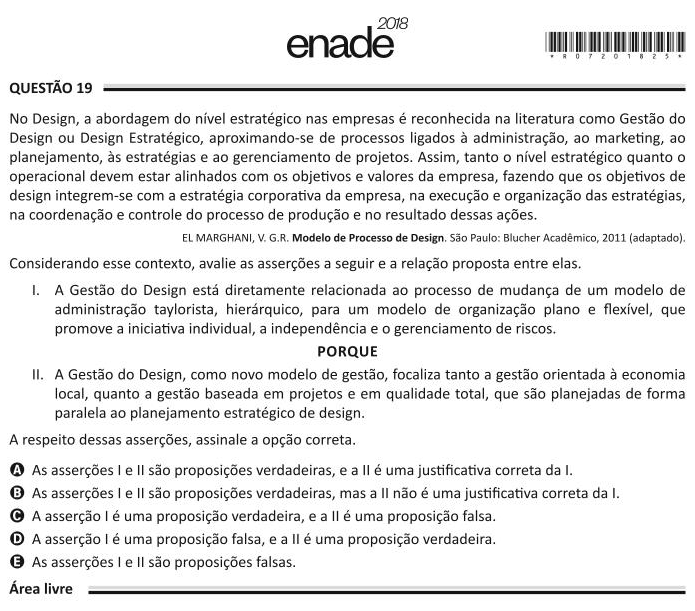 2018
enade
* R 0 7 2 0 1 8 2 5 *
QUESTÃO 19
No Design, a abordagem do nível estratégico nas empresas é reconhecida na literatura como Gestão do
Design ou Design Estratégico, aproximando-se de processos ligados à administração, ao marketing, ao
planejamento, às estratégias e ao gerenciamento de projetos. Assim, tanto o nível estratégico quanto o
operacional devem estar alinhados com os objetivos e valores da empresa, fazendo que os objetivos de
design integrem-se com a estratégia corporativa da empresa, na execução e organização das estratégias,
na coordenação e controle do processo de produção e no resultado dessas ações.
EL MARGHANI, V. G.R. Modelo de Processo de Design. São Paulo: Blucher Acadêmico, 2011 (adaptado).
Considerando esse contexto, avalie as asserções a seguir e a relação proposta entre elas.
I. A Gestão do Design está diretamente relacionada ao processo de mudança de um modelo de
administração taylorista, hierárquico, para um modelo de organização plano e flexível, que
promove a iniciativa individual, a independência e o gerenciamento de riscos.
PORQUE
II. A Gestão do Design, como novo modelo de gestão, focaliza tanto a gestão orientada à economia
local, quanto a gestão baseada em projetos e em qualidade total, que são planejadas de forma
paralela ao planejamento estratégico de design.
A respeito dessas asserções, assinale a opção correta.
A As asserções I e II são proposições verdadeiras, e a II é uma justificativa correta da I.
B As asserções I e II são proposições verdadeiras, mas a II não é uma justificativa correta da I.
C A asserção I é uma proposição verdadeira, e a II é uma proposição falsa.
D A asserção I é uma proposição falsa, e a II é uma proposição verdadeira.
E As asserções I e II são proposições falsas.
Área livre